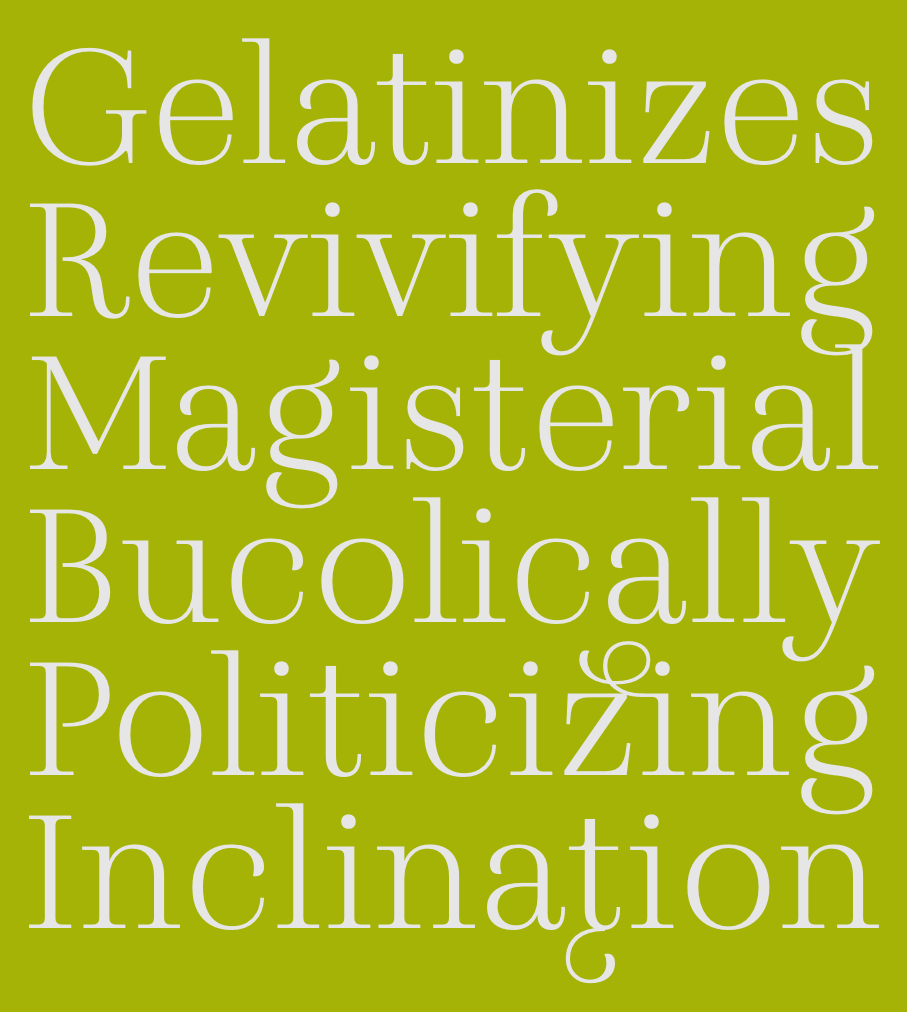 Gelatinizes
Revivifying
Magisterial
Bucolically
Politicizing
Inclination